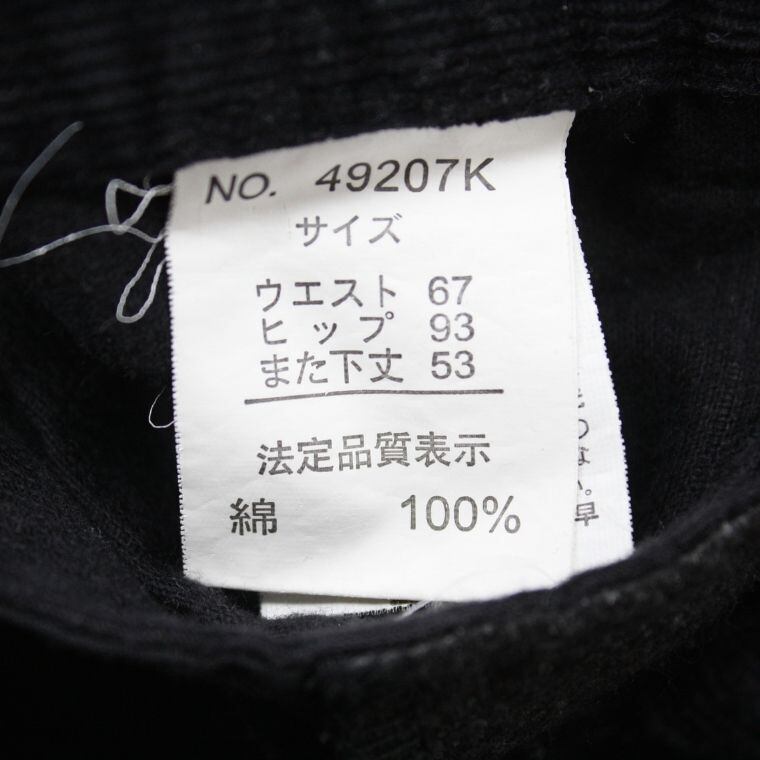 NO. 49207K
サイズ
ウエスト 67
ヒップ 93
また下丈 53
法定品質表示
綿 100%
早